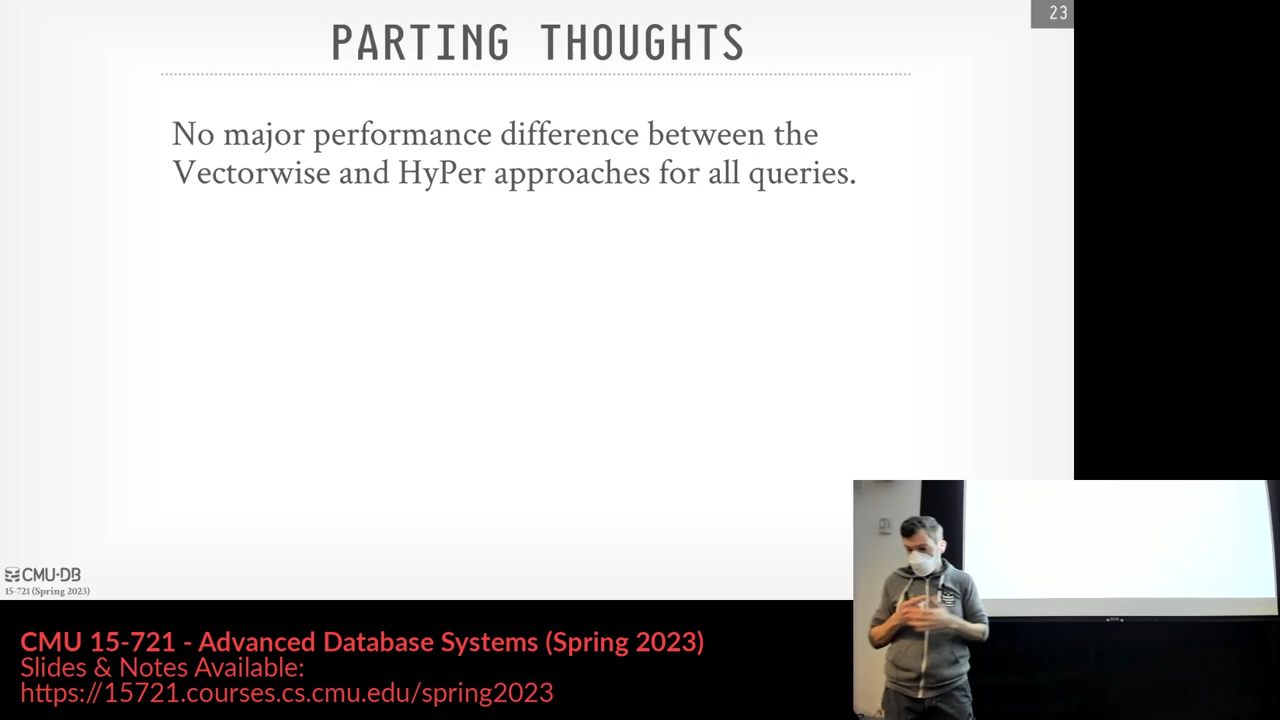 23
PARTING THOUGHTS
No major performance difference between the
Vectorwise and HyPer approaches for all queries.
CMU·DB
15-721 (Spring 2023)
CMU 15-721 - Advanced Database Systems (Spring 2023)
Slides & Notes Available:
https://15721.courses.cs.cmu.edu/spring2023